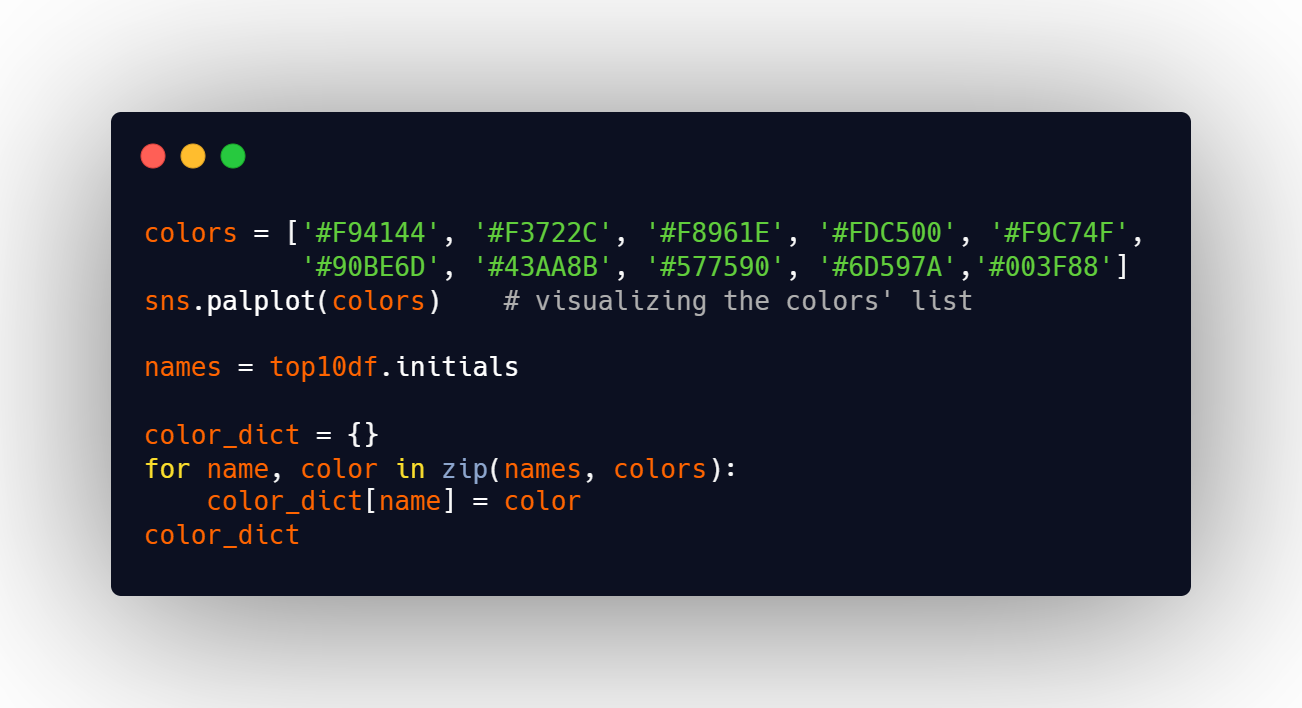 colors = ['#F94144', '#F3722C', '#F8961E', '#FDC500', '#F9C74F',
          '#90BE6D', '#43AA8B', '#577590', '#6D597A','#003F88']
sns.palplot(colors)    # visualizing the colors' list

names = top10df.initials

color_dict = {}
for name, color in zip(names, colors):
    color_dict[name] = color
color_dict